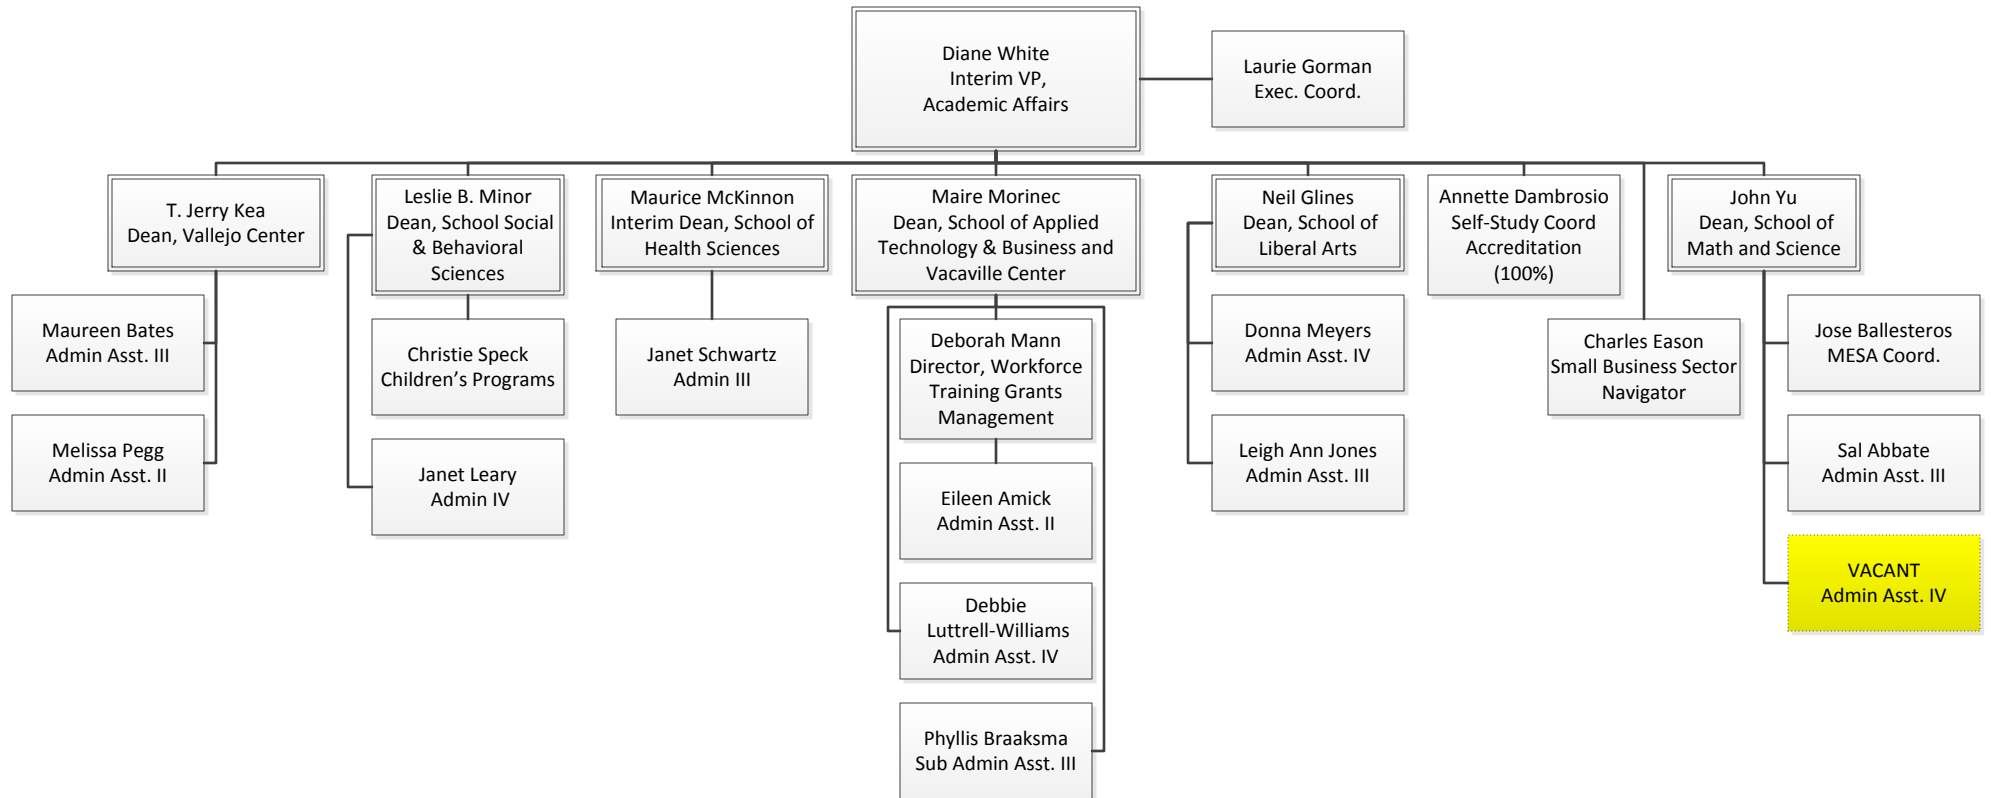 Diane White
Interim VP,
Academic Affairs
Laurie Gorman
Exec. Coord.
T. Jerry Kea
Dean, Vallejo Center
Leslie B. Minor
Dean, School Social
& Behavioral
Sciences
Maurice McKinnon
Interim Dean, School of
Health Sciences
Maire Morinec
Dean, School of Applied
Technology & Business and
Vacaville Center
Neil Glines
Dean, School of
Liberal Arts
Annette Dambrosio
Self-Study Coord
Accreditation
(100%)
John Yu
Dean, School of
Math and Science
Maureen Bates
Admin Asst. III
Melissa Pegg
Admin Asst. II
Christie Speck
Children’s Programs
Janet Leary
Admin IV
Janet Schwartz
Admin III
Deborah Mann
Director, Workforce
Training Grants
Management
Eileen Amick
Admin Asst. II
Debbie
Luttrell-Williams
Admin Asst. IV
Phyllis Braaksma
Sub Admin Asst. III
Donna Meyers
Admin Asst. IV
Leigh Ann Jones
Admin Asst. III
Charles Eason
Small Business Sector
Navigator
Jose Ballesteros
MESA Coord.
Sal Abbate
Admin Asst. III
VACANT
Admin Asst. IV